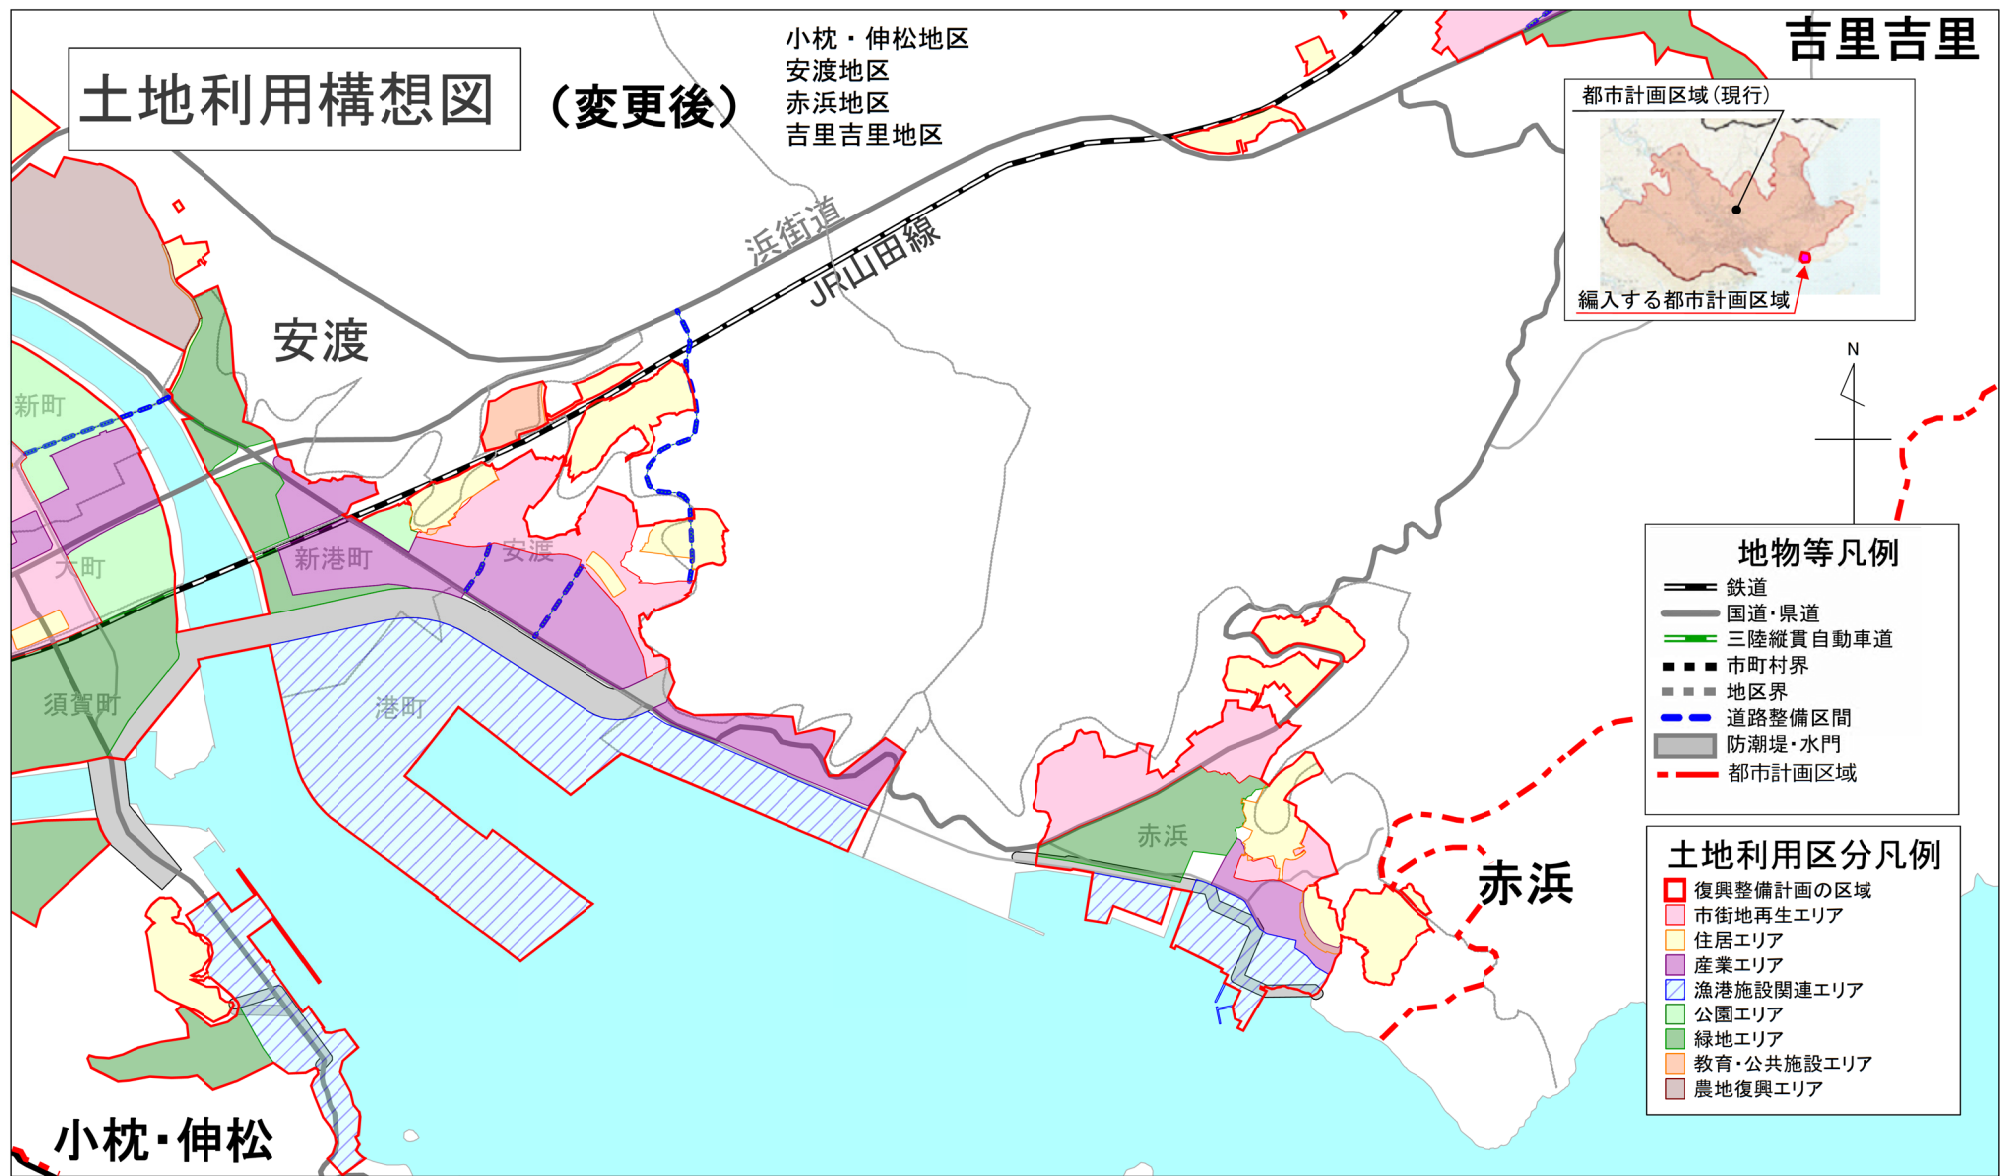 土地利用構想図
(変更後)
小枕・伸松地区
安渡地区
赤浜地区
吉里吉里地区
吉里吉里
都市計画区域(現行)
編入する都市計画区域
浜街道
JR山田線
安渡
新町
大町
新港町
安渡
須賀町
港町
赤浜
赤浜
小枕・伸松
N
地物等凡例
鉄道
国道・県道
三陸縦貫自動車道
市町村界
地区界
道路整備区間
防潮堤・水門
都市計画区域
土地利用区分凡例
復興整備計画の区域
市街地再生エリア
住居エリア
産業エリア
漁港施設関連エリア
公園エリア
緑地エリア
教育・公共施設エリア
農地復興エリア